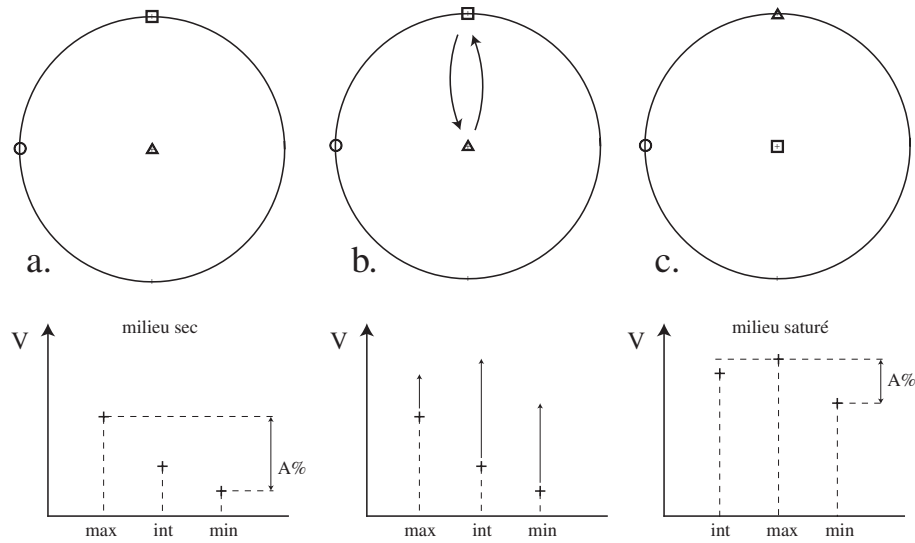 a.
b.
c.
V
milieu sec
A%
max int min
V
max int min
V
milieu saturé
A%
int max min